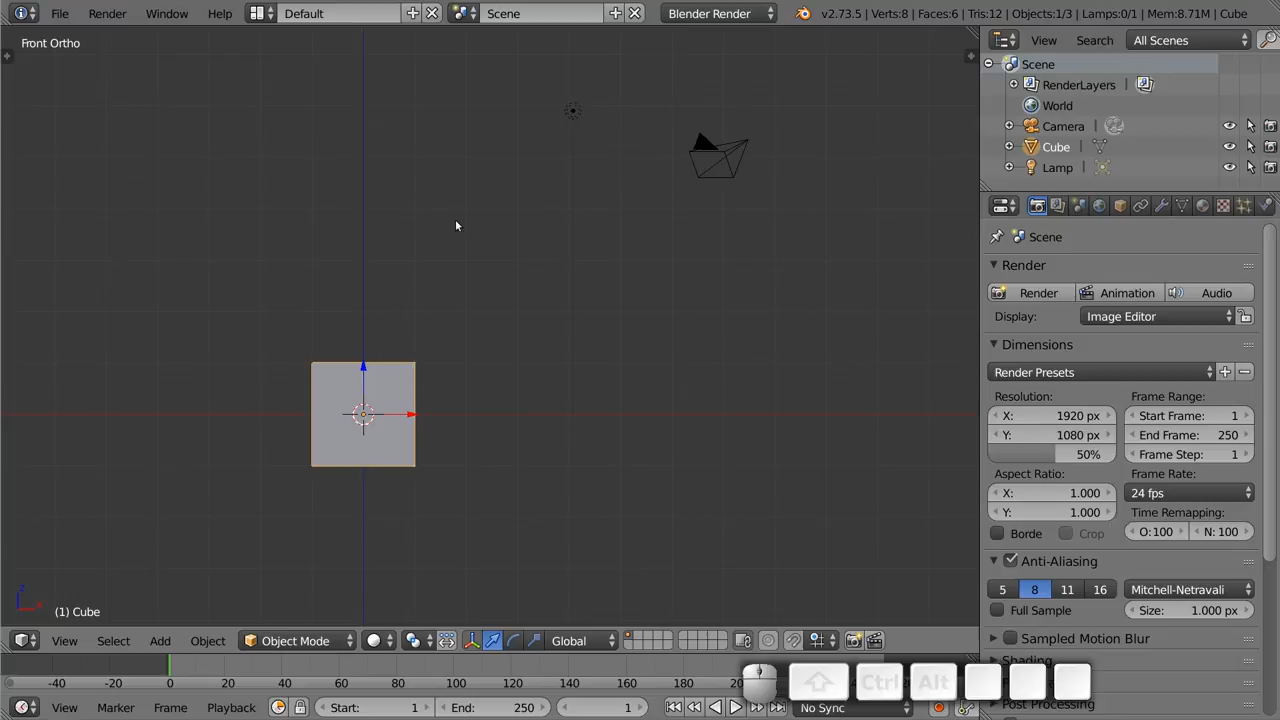 File Render Window Help Default Scene Blender Render v2.73.5 | Verts:8 | Faces:6 | Tris:12 | Objects:1/3 | Lamps:0/1 | Mem:8.71M | Cube
Front Ortho
View Search All Scenes
Scene
RenderLayers
World
Camera
Cube
Lamp
Scene
Render
Render Animation Audio
Display: Image Editor
Dimensions
Render Presets
Resolution: Frame Range:
X: 1920 px Start Frame: 1
Y: 1080 px End Frame: 250
50% Frame Step: 1
Aspect Ratio: Frame Rate:
X: 1.000 24 fps
Y: 1.000 Time Remapping:
Borde Crop O:100 N: 100
Anti-Aliasing
5 8 11 16 Mitchell-Netravali
Full Sample Size: 1.000 px
Sampled Motion Blur
Shading
Post Processing
z
x
(1) Cube
View Select Add Object Object Mode Global
-40 -20 0 20 40 60 80 100 120 140 160 180
Ctrl Alt
View Marker Frame Playback Start: 1 End: 250 1 No Sync